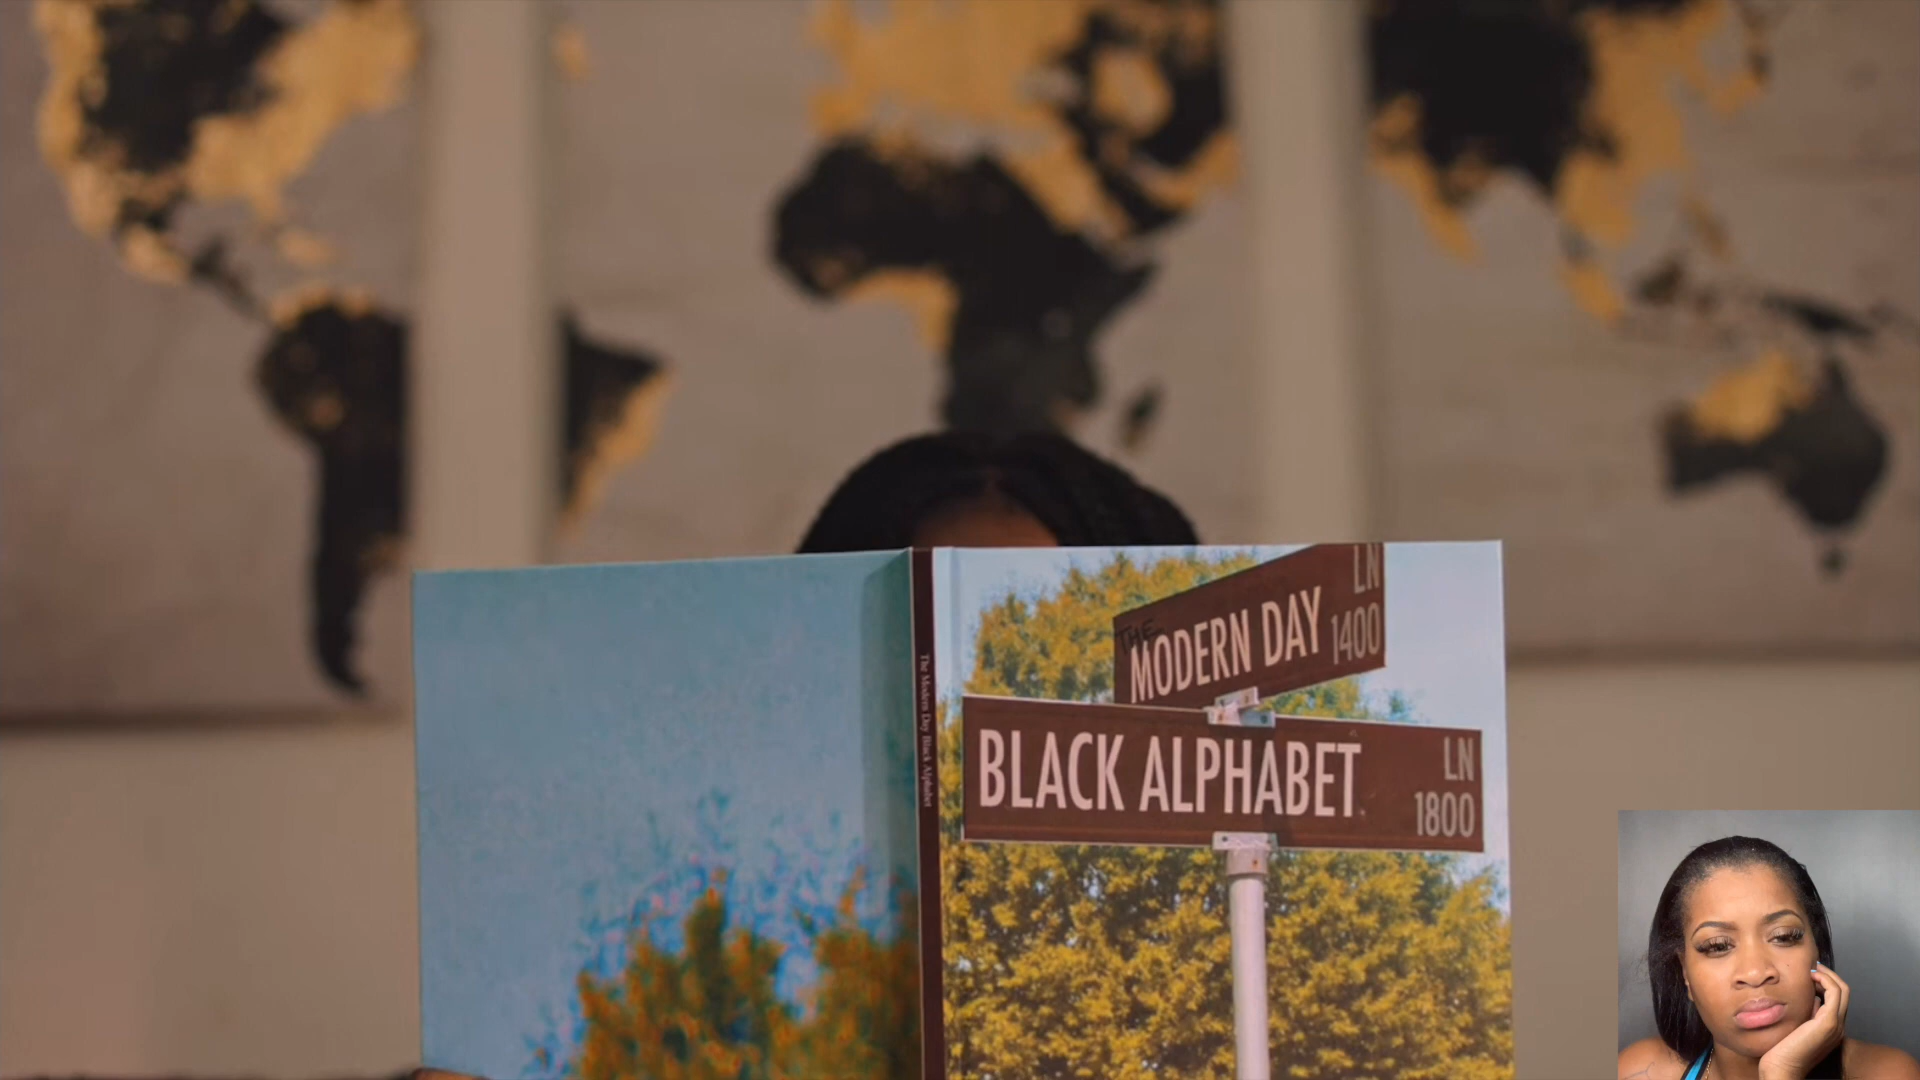 The Modern Day Black Alphabet
THE
MODERN DAY
LN
1400
BLACK ALPHABET
LN
1800